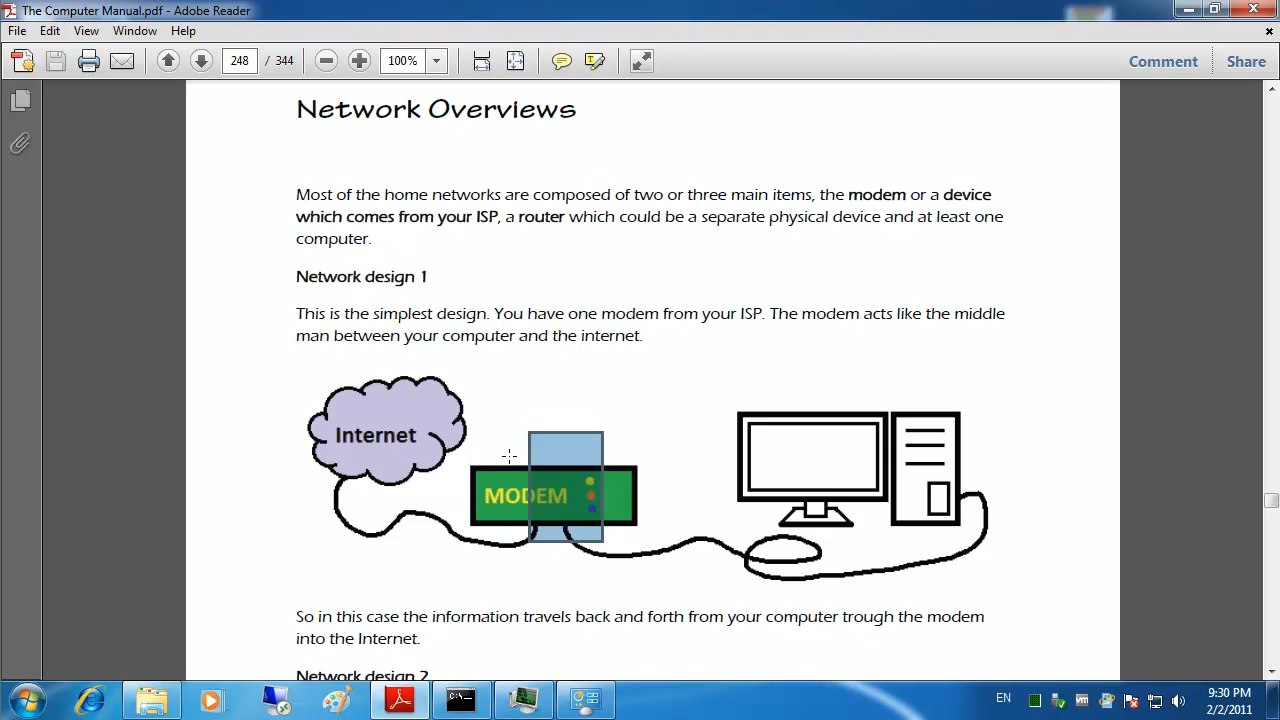 The Computer Manual.pdf - Adobe Reader
File Edit View Window Help
248 / 344 100% Comment Share
Network Overviews
Most of the home networks are composed of two or three main items, the modem or a device
which comes from your ISP, a router which could be a separate physical device and at least one
computer.
Network design 1
This is the simplest design. You have one modem from your ISP. The modem acts like the middle
man between your computer and the internet.
Internet
MODEM
So in this case the information travels back and forth from your computer trough the modem
into the Internet.
Network design 2
C:\
EN
9:30 PM
2/2/2011